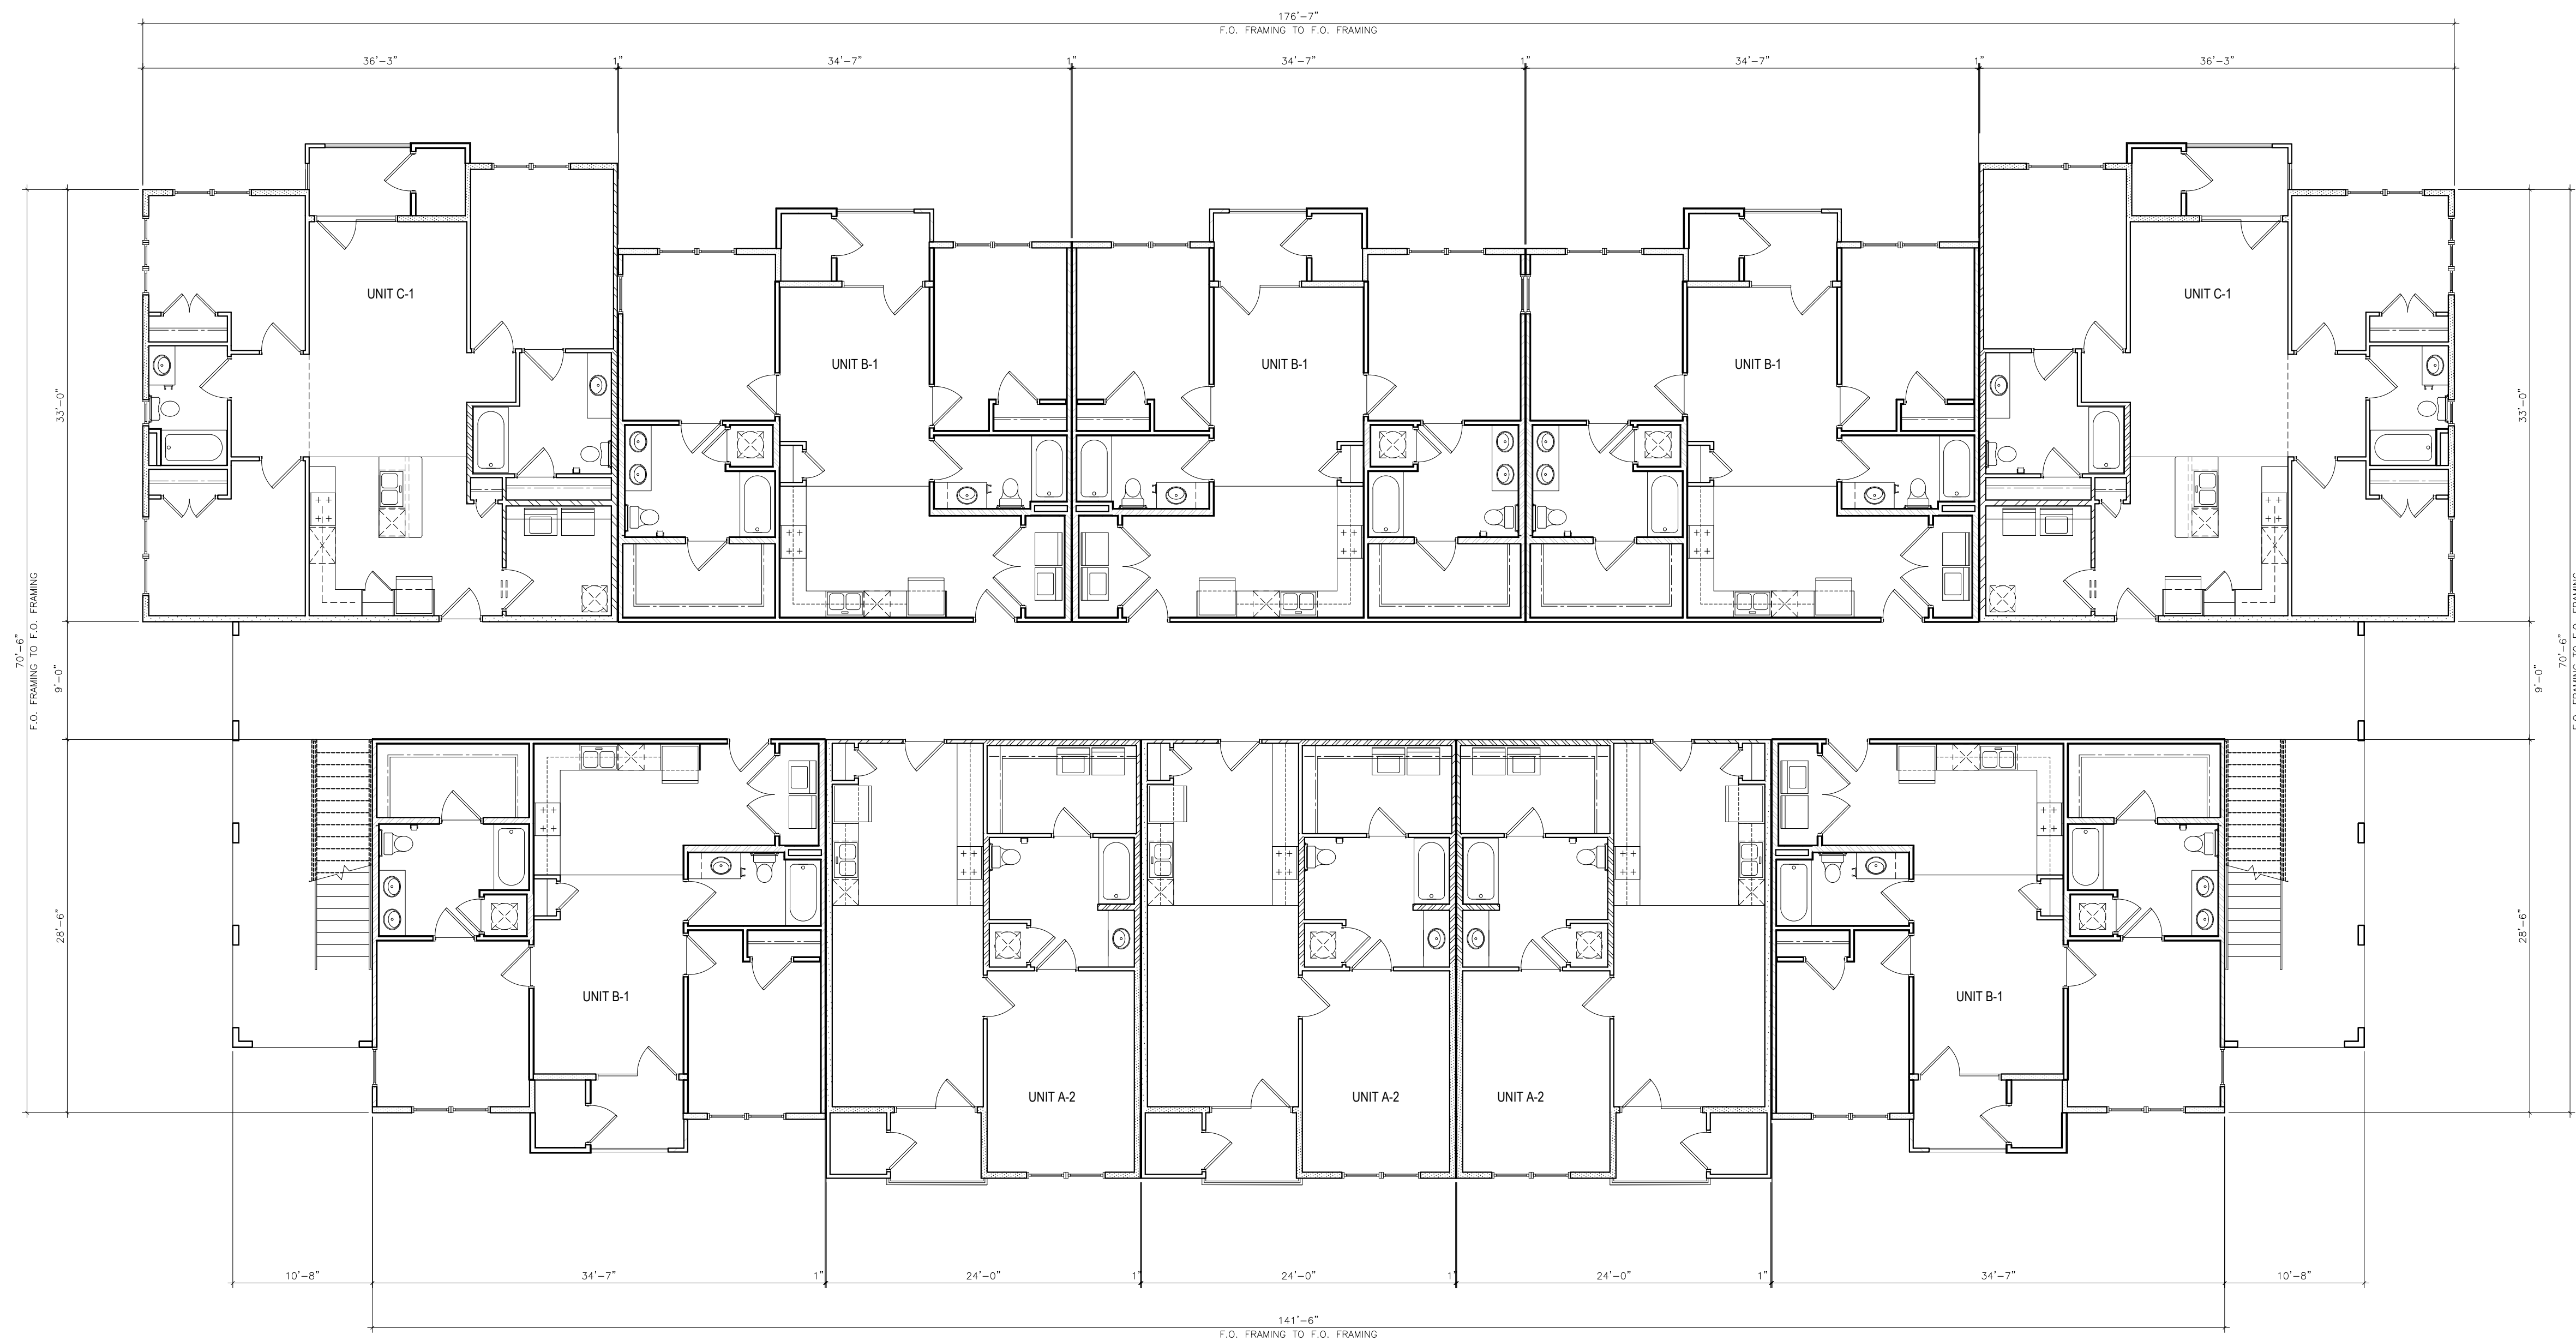 176'-7"
F.O. FRAMING TO F.O. FRAMING
36'-3" 1" 34'-7" 1" 34'-7" 1" 34'-7" 1" 36'-3"
UNIT C-1 UNIT C-1
UNIT B-1 UNIT B-1 UNIT B-1
33'-0" 33'-0"
70'-6" F.O. FRAMING TO F.O. FRAMING
9'-0" 9'-0"
70'-6" F.O. FRAMING TO F.O. FRAMING
28'-6" 28'-6"
UNIT B-1 UNIT B-1
UNIT A-2 UNIT A-2 UNIT A-2
10'-8" 34'-7" 1" 24'-0" 1" 24'-0" 1" 24'-0" 1" 34'-7" 10'-8"
141'-6"
F.O. FRAMING TO F.O. FRAMING